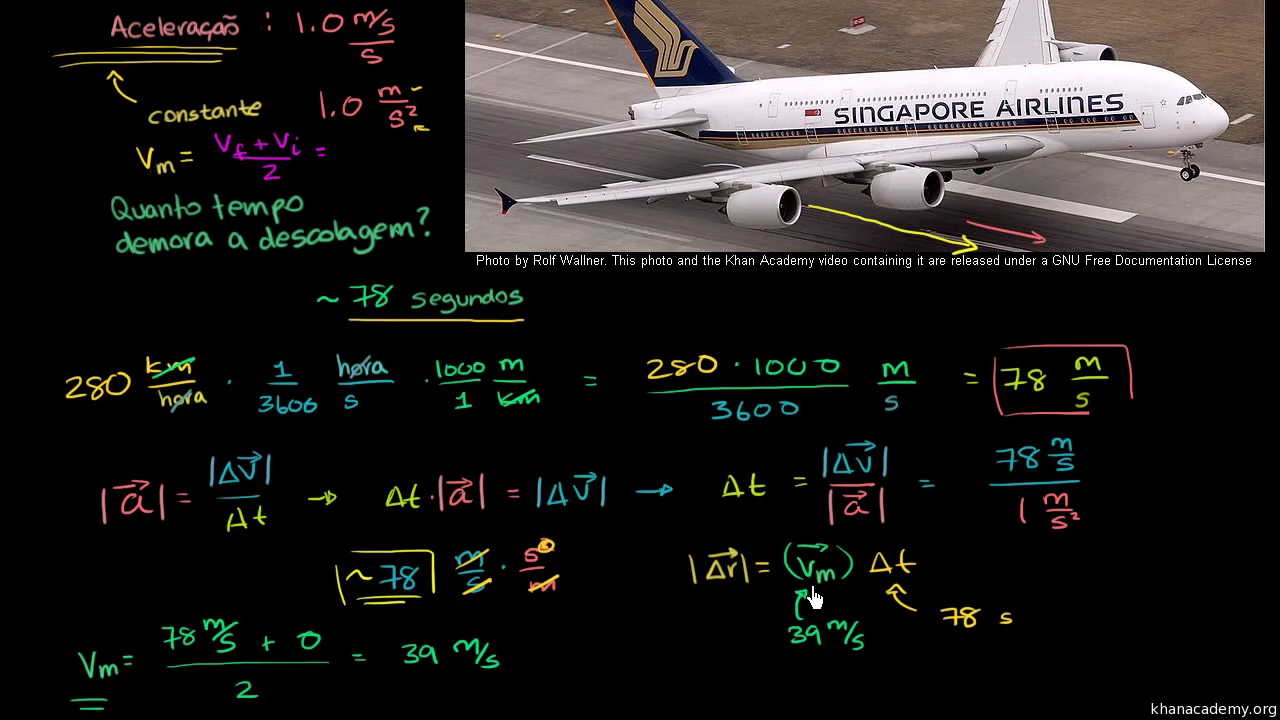 Aceleração : 1.0 m/s / s
constante 1.0 m/s²
Vm = Vf + Vi / 2 =
Quanto tempo
demora a descolagem?
SINGAPORE AIRLINES
Photo by Rolf Wallner. This photo and the Khan Academy video containing it are released under a GNU Free Documentation License
~ 78 segundos
280 km/hora · 1/3600 hora/s · 1000/1 m/km = 280 · 1000 / 3600 m/s = 78 m/s
|a⃗| = |Δv⃗| / Δt → Δt · |a⃗| = |Δv⃗| → Δt = |Δv⃗| / |a⃗| = 78 m/s / 1 m/s²
~ 78 m/s · s² / m
|Δr⃗| = (v⃗m) Δt
39 m/s 78 s
Vm = 78 m/s + 0 / 2 = 39 m/s
khanacademy.org